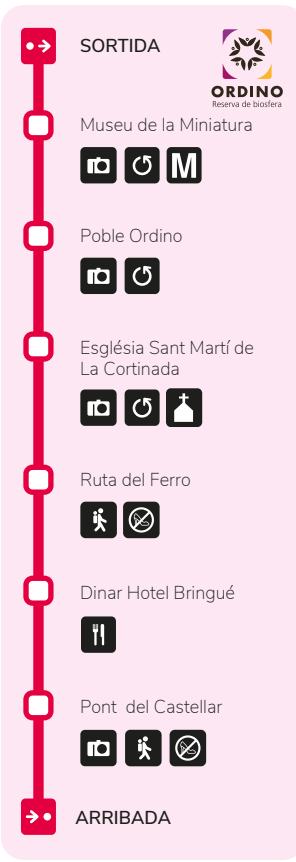 SORTIDA
ORDINO
Reserva de biosfera
Museu de la Miniatura
M
Poble Ordino
Església Sant Martí de
La Cortinada
Ruta del Ferro
Dinar Hotel Bringué
Pont del Castellar
ARRIBADA